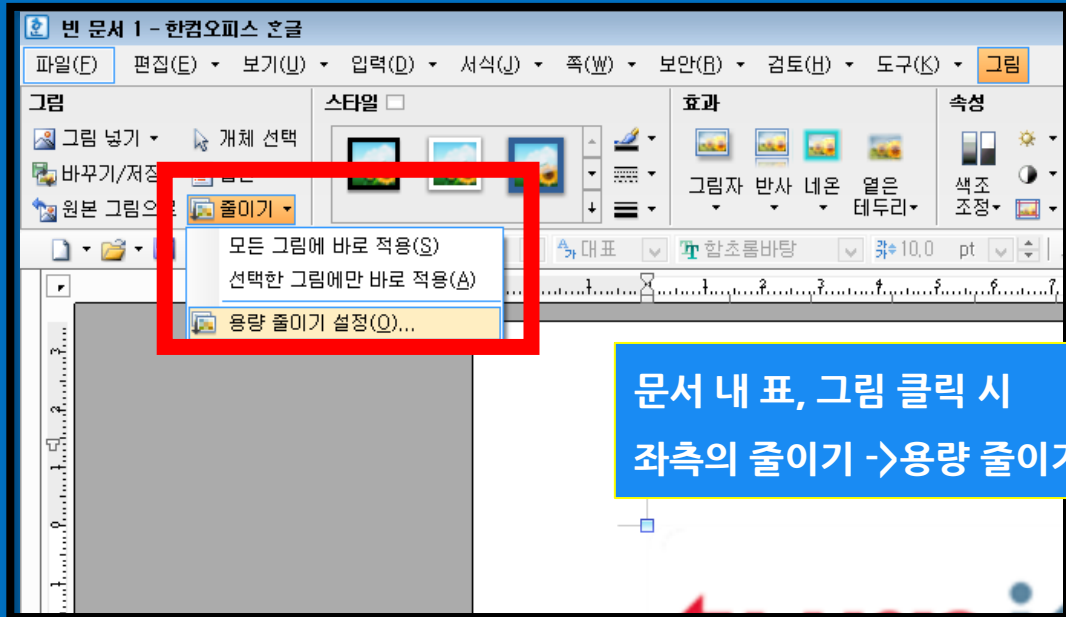 빈 문서 1 - 한컴오피스 흔글
파일(F) 편집(E) 보기(U) 입력(D) 서식(J) 쪽(W) 보안(R) 검토(H) 도구(K) 그림
그림 스타일 효과 속성
그림 넣기 개체 선택
바꾸기/저장
원본 그림으로 줄이기
그림자 반사 네온 옅은 테두리 색조 조정
모든 그림에 바로 적용(S)
선택한 그림에만 바로 적용(A)
용량 줄이기 설정(O)...
대표 함초롬바탕 10,0 pt
문서 내 표, 그림 클릭 시
좌측의 줄이기 ->용량 줄이기